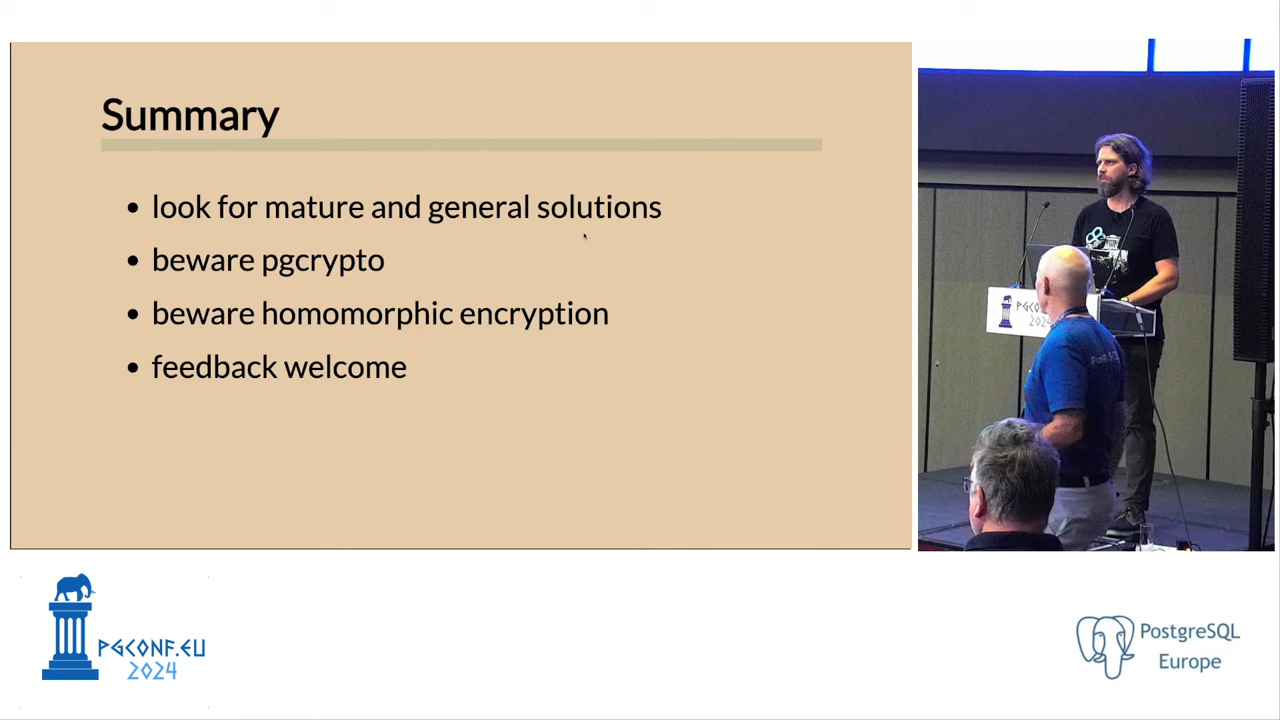 Summary
look for mature and general solutions
beware pgcrypto
beware homomorphic encryption
feedback welcome
PGCONF.EU
2024
PostgreSQL
Europe